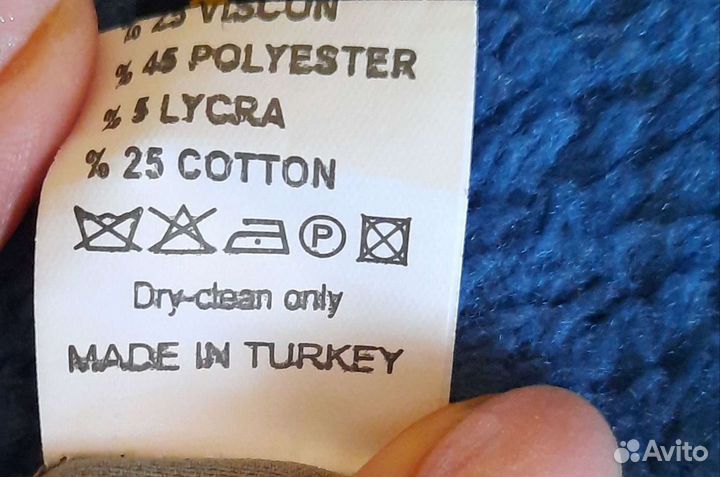 % 25 VISCON
% 45 POLYESTER
% 5 LYCRA
% 25 COTTON
P
Dry-clean only
MADE IN TURKEY
Avito